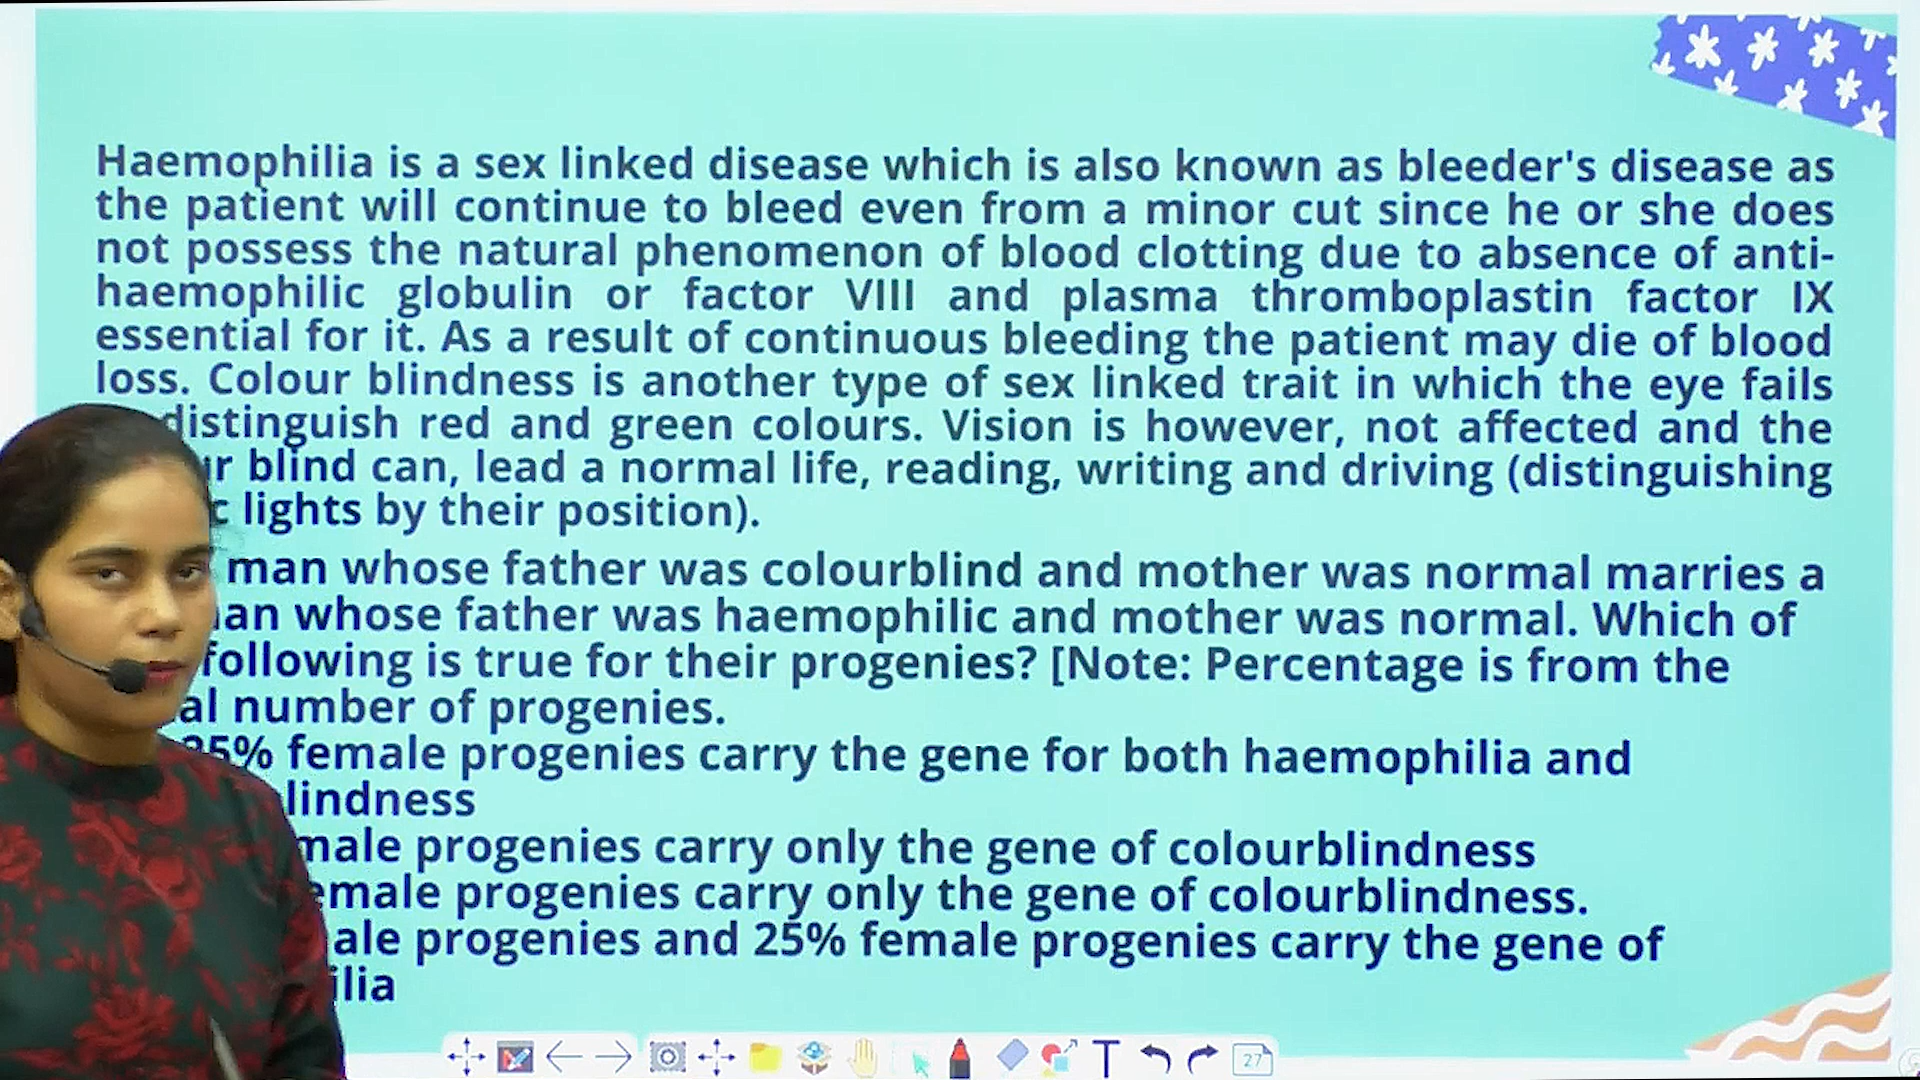 Haemophilia is a sex linked disease which is also known as bleeder's disease as
the patient will continue to bleed even from a minor cut since he or she does
not possess the natural phenomenon of blood clotting due to absence of anti-
haemophilic globulin or factor VIII and plasma thromboplastin factor IX
essential for it. As a result of continuous bleeding the patient may die of blood
loss. Colour blindness is another type of sex linked trait in which the eye fails
distinguish red and green colours. Vision is however, not affected and the
blind can, lead a normal life, reading, writing and driving (distinguishing
lights by their position).
man whose father was colourblind and mother was normal marries a
whose father was haemophilic and mother was normal. Which of
following is true for their progenies? [Note: Percentage is from the
number of progenies.
female progenies carry the gene for both haemophilia and
progenies carry only the gene of colourblindness
progenies carry only the gene of colourblindness.
progenies and 25% female progenies carry the gene of
T 27